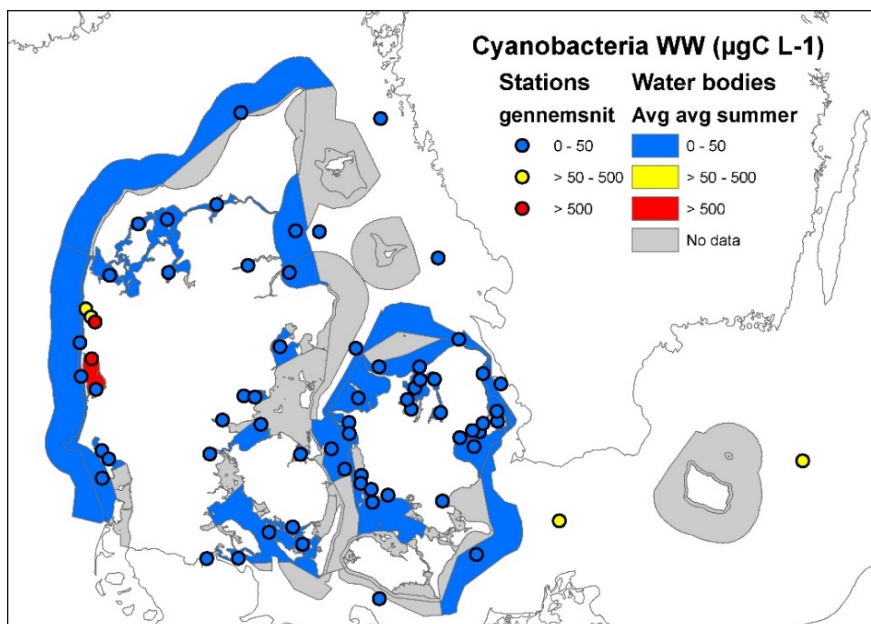 Cyanobacteria WW (µgC L-1)
Stations Water bodies
gennemsnit Avg avg summer
0 - 50 0 - 50
> 50 - 500 > 50 - 500
> 500 > 500
No data